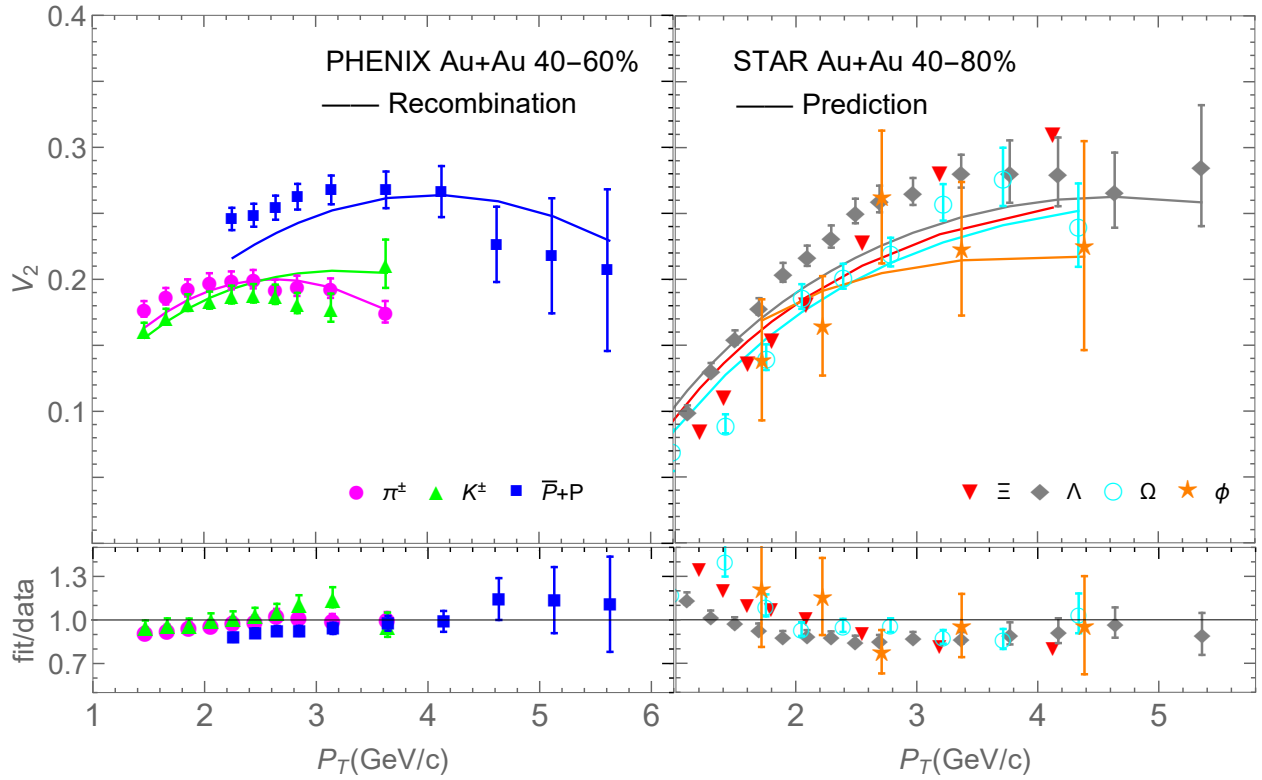 PHENIX Au+Au 40–60%
Recombination
STAR Au+Au 40–80%
Prediction
V₂
0.4
0.3
0.2
0.1
π± K± P̅+P
Ξ Λ Ω ϕ
fit/data
1.3
1.0
0.7
1 2 3 4 5 6
2 3 4 5
P_T(GeV/c)
P_T(GeV/c)